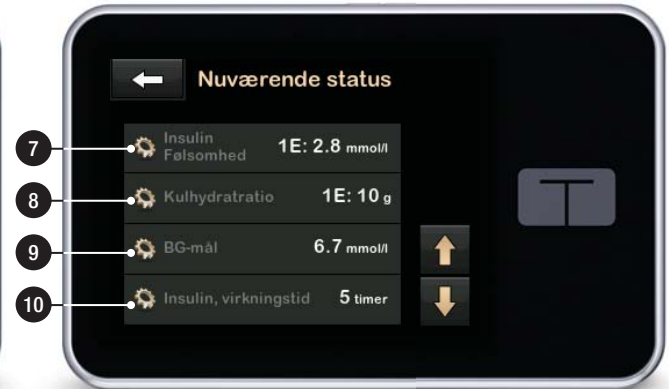 Nuværende status
7
Insulin
Følsomhed 1E: 2.8 mmol/l
8
Kulhydratratio 1E: 10 g
9
BG-mål 6.7 mmol/l
10
Insulin, virkningstid 5 timer